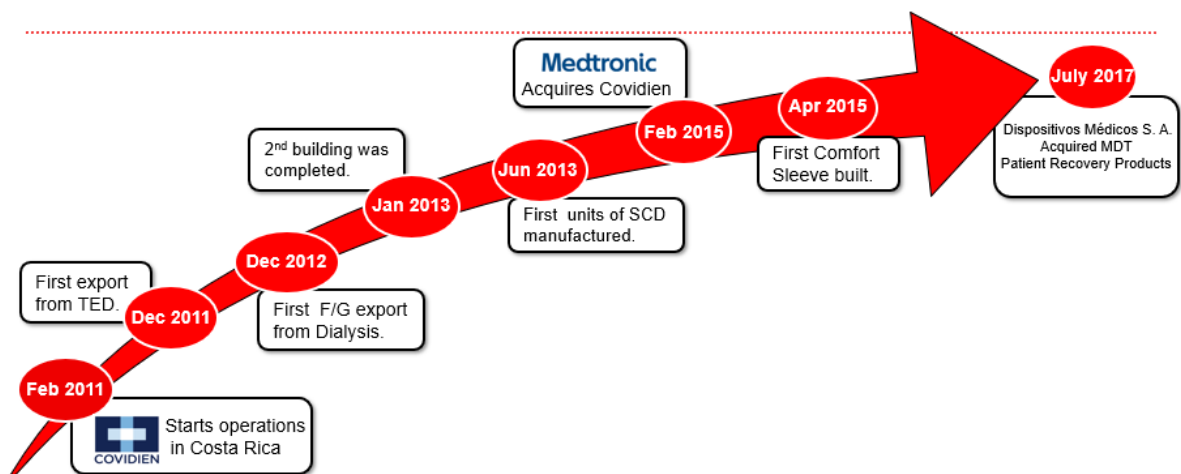 Feb 2011
COVIDIEN
Starts operations
in Costa Rica
Dec 2011
First export
from TED.
Dec 2012
First F/G export
from Dialysis.
Jan 2013
2nd building was
completed.
Jun 2013
First units of SCD
manufactured.
Feb 2015
Medtronic
Acquires Covidien
Apr 2015
First Comfort
Sleeve built.
July 2017
Dispositivos Médicos S. A.
Acquired MDT
Patient Recovery Products